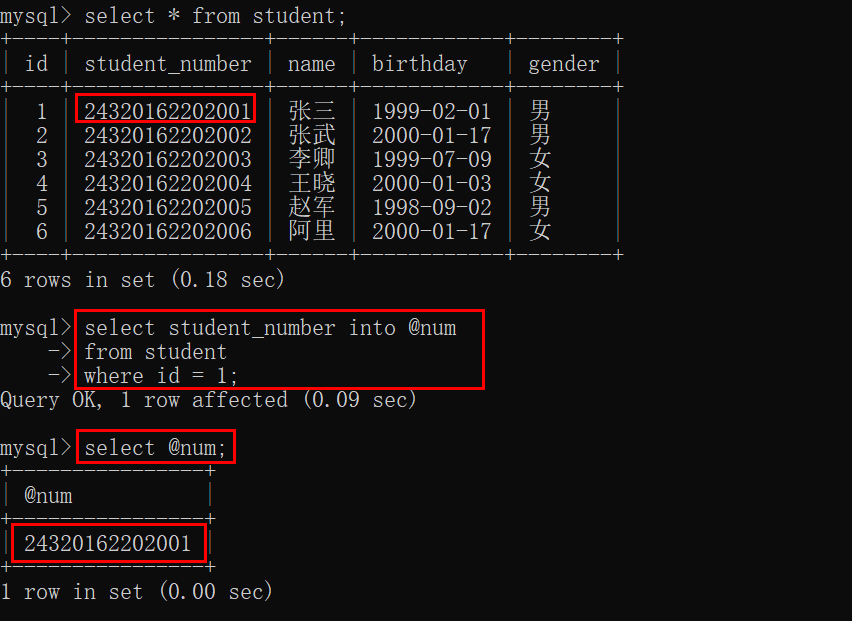 mysql> select * from student;
+----+----------------+------+------------+--------+
| id | student_number | name | birthday   | gender |
+----+----------------+------+------------+--------+
|  1 | 24320162202001 | 张三 | 1999-02-01 | 男     |
|  2 | 24320162202002 | 张武 | 2000-01-17 | 男     |
|  3 | 24320162202003 | 李卿 | 1999-07-09 | 女     |
|  4 | 24320162202004 | 王晓 | 2000-01-03 | 女     |
|  5 | 24320162202005 | 赵军 | 1998-09-02 | 男     |
|  6 | 24320162202006 | 阿里 | 2000-01-17 | 女     |
+----+----------------+------+------------+--------+
6 rows in set (0.18 sec)
mysql> select student_number into @num
    -> from student
    -> where id = 1;
Query OK, 1 row affected (0.09 sec)
mysql> select @num;
+----------------+
| @num           |
+----------------+
| 24320162202001 |
+----------------+
1 row in set (0.00 sec)